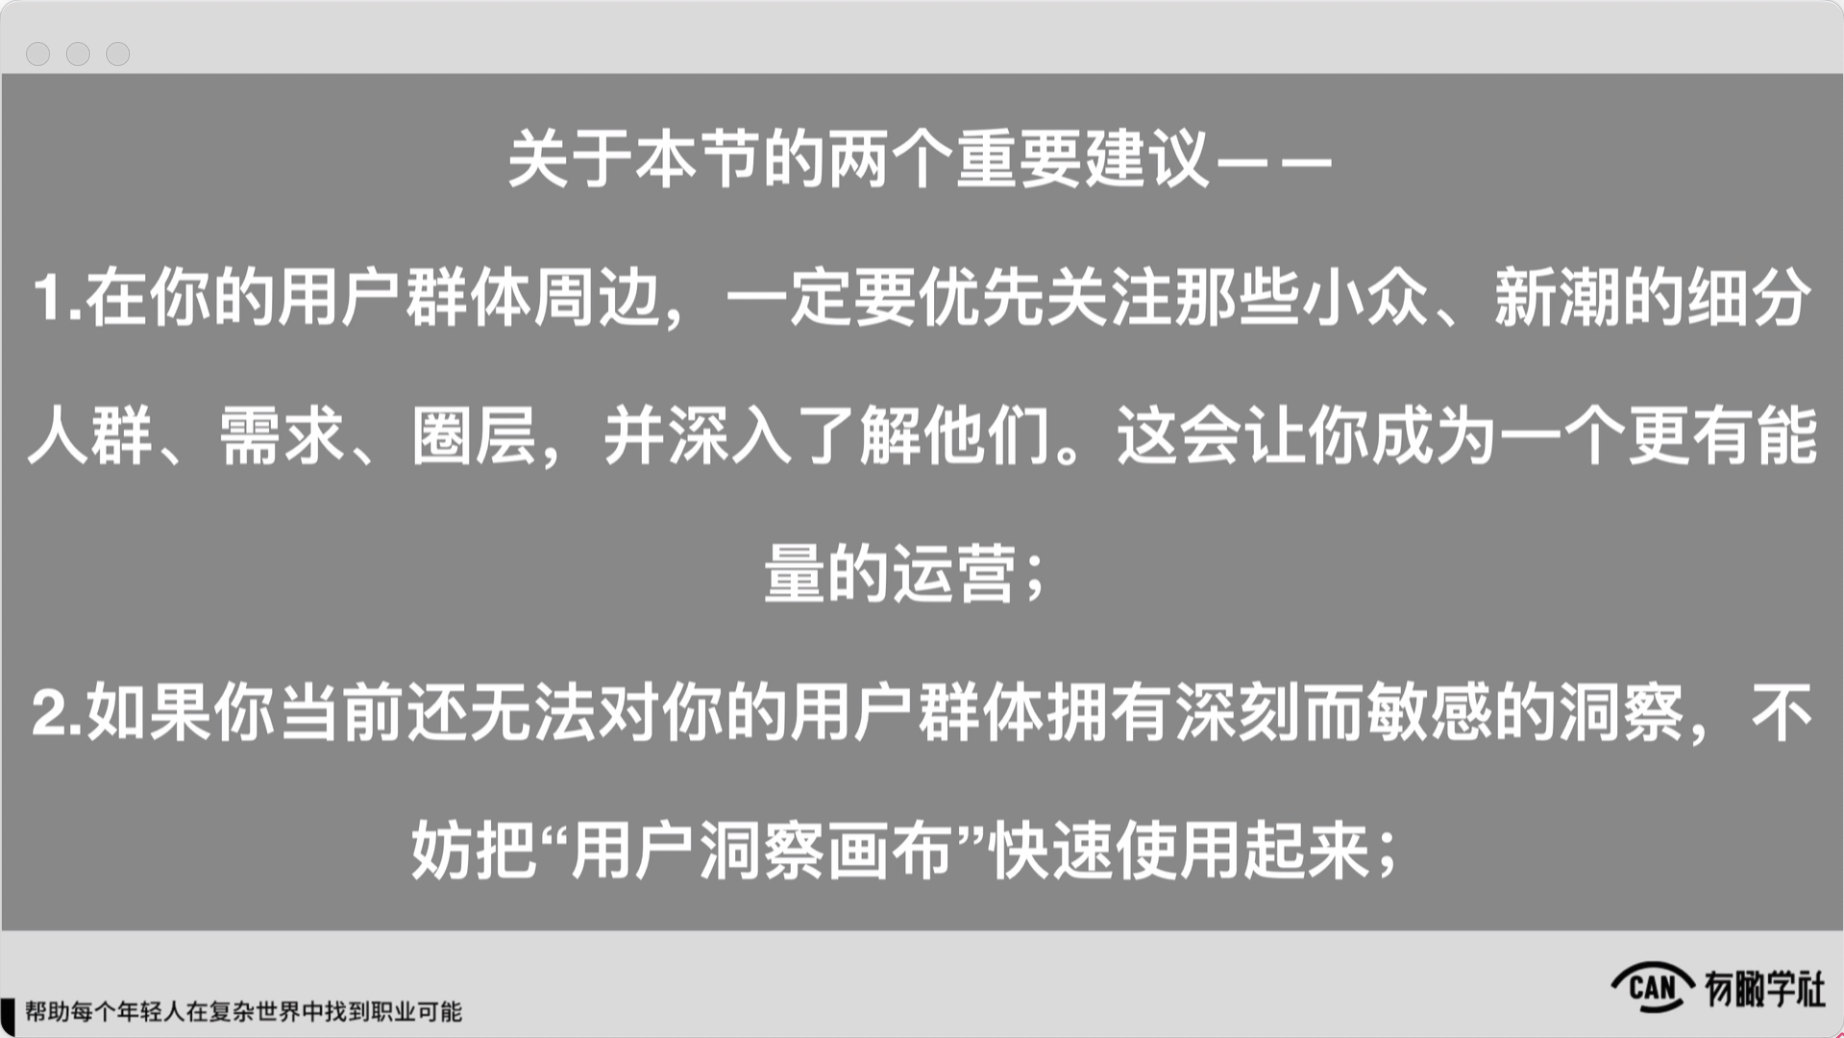 关于本节的两个重要建议——
1.在你的用户群体周边，一定要优先关注那些小众、新潮的细分
人群、需求、圈层，并深入了解他们。这会让你成为一个更有能
量的运营；
2.如果你当前还无法对你的用户群体拥有深刻而敏感的洞察，不
妨把“用户洞察画布”快速使用起来；
帮助每个年轻人在复杂世界中找到职业可能
CAN 有瞰学社